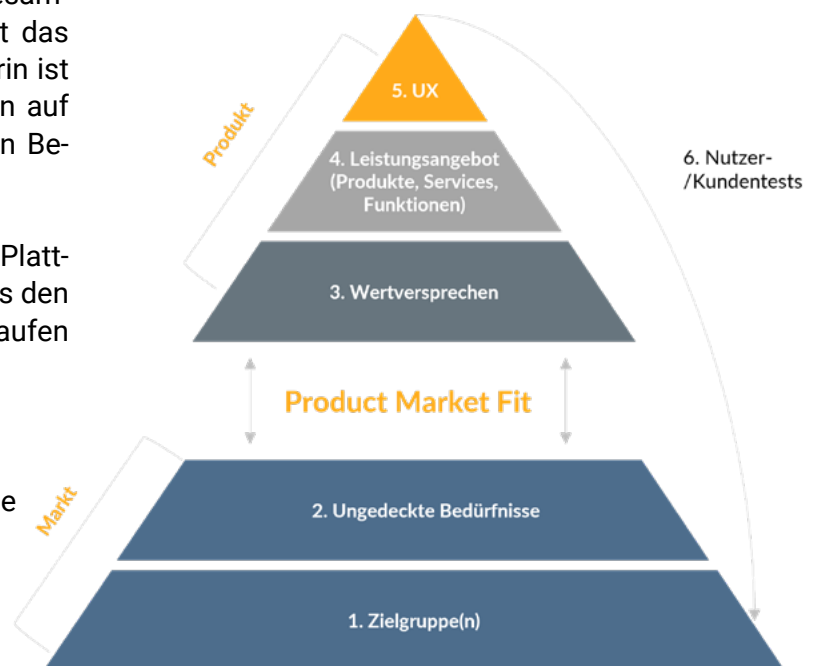 t das
rin ist
n auf
n Be-
Platt-
s den
aufen
e
Produkt
5. UX
4. Leistungsangebot
(Produkte, Services,
Funktionen)
3. Wertversprechen
6. Nutzer-
/Kundentests
Product Market Fit
Markt
2. Ungedeckte Bedürfnisse
1. Zielgruppe(n)